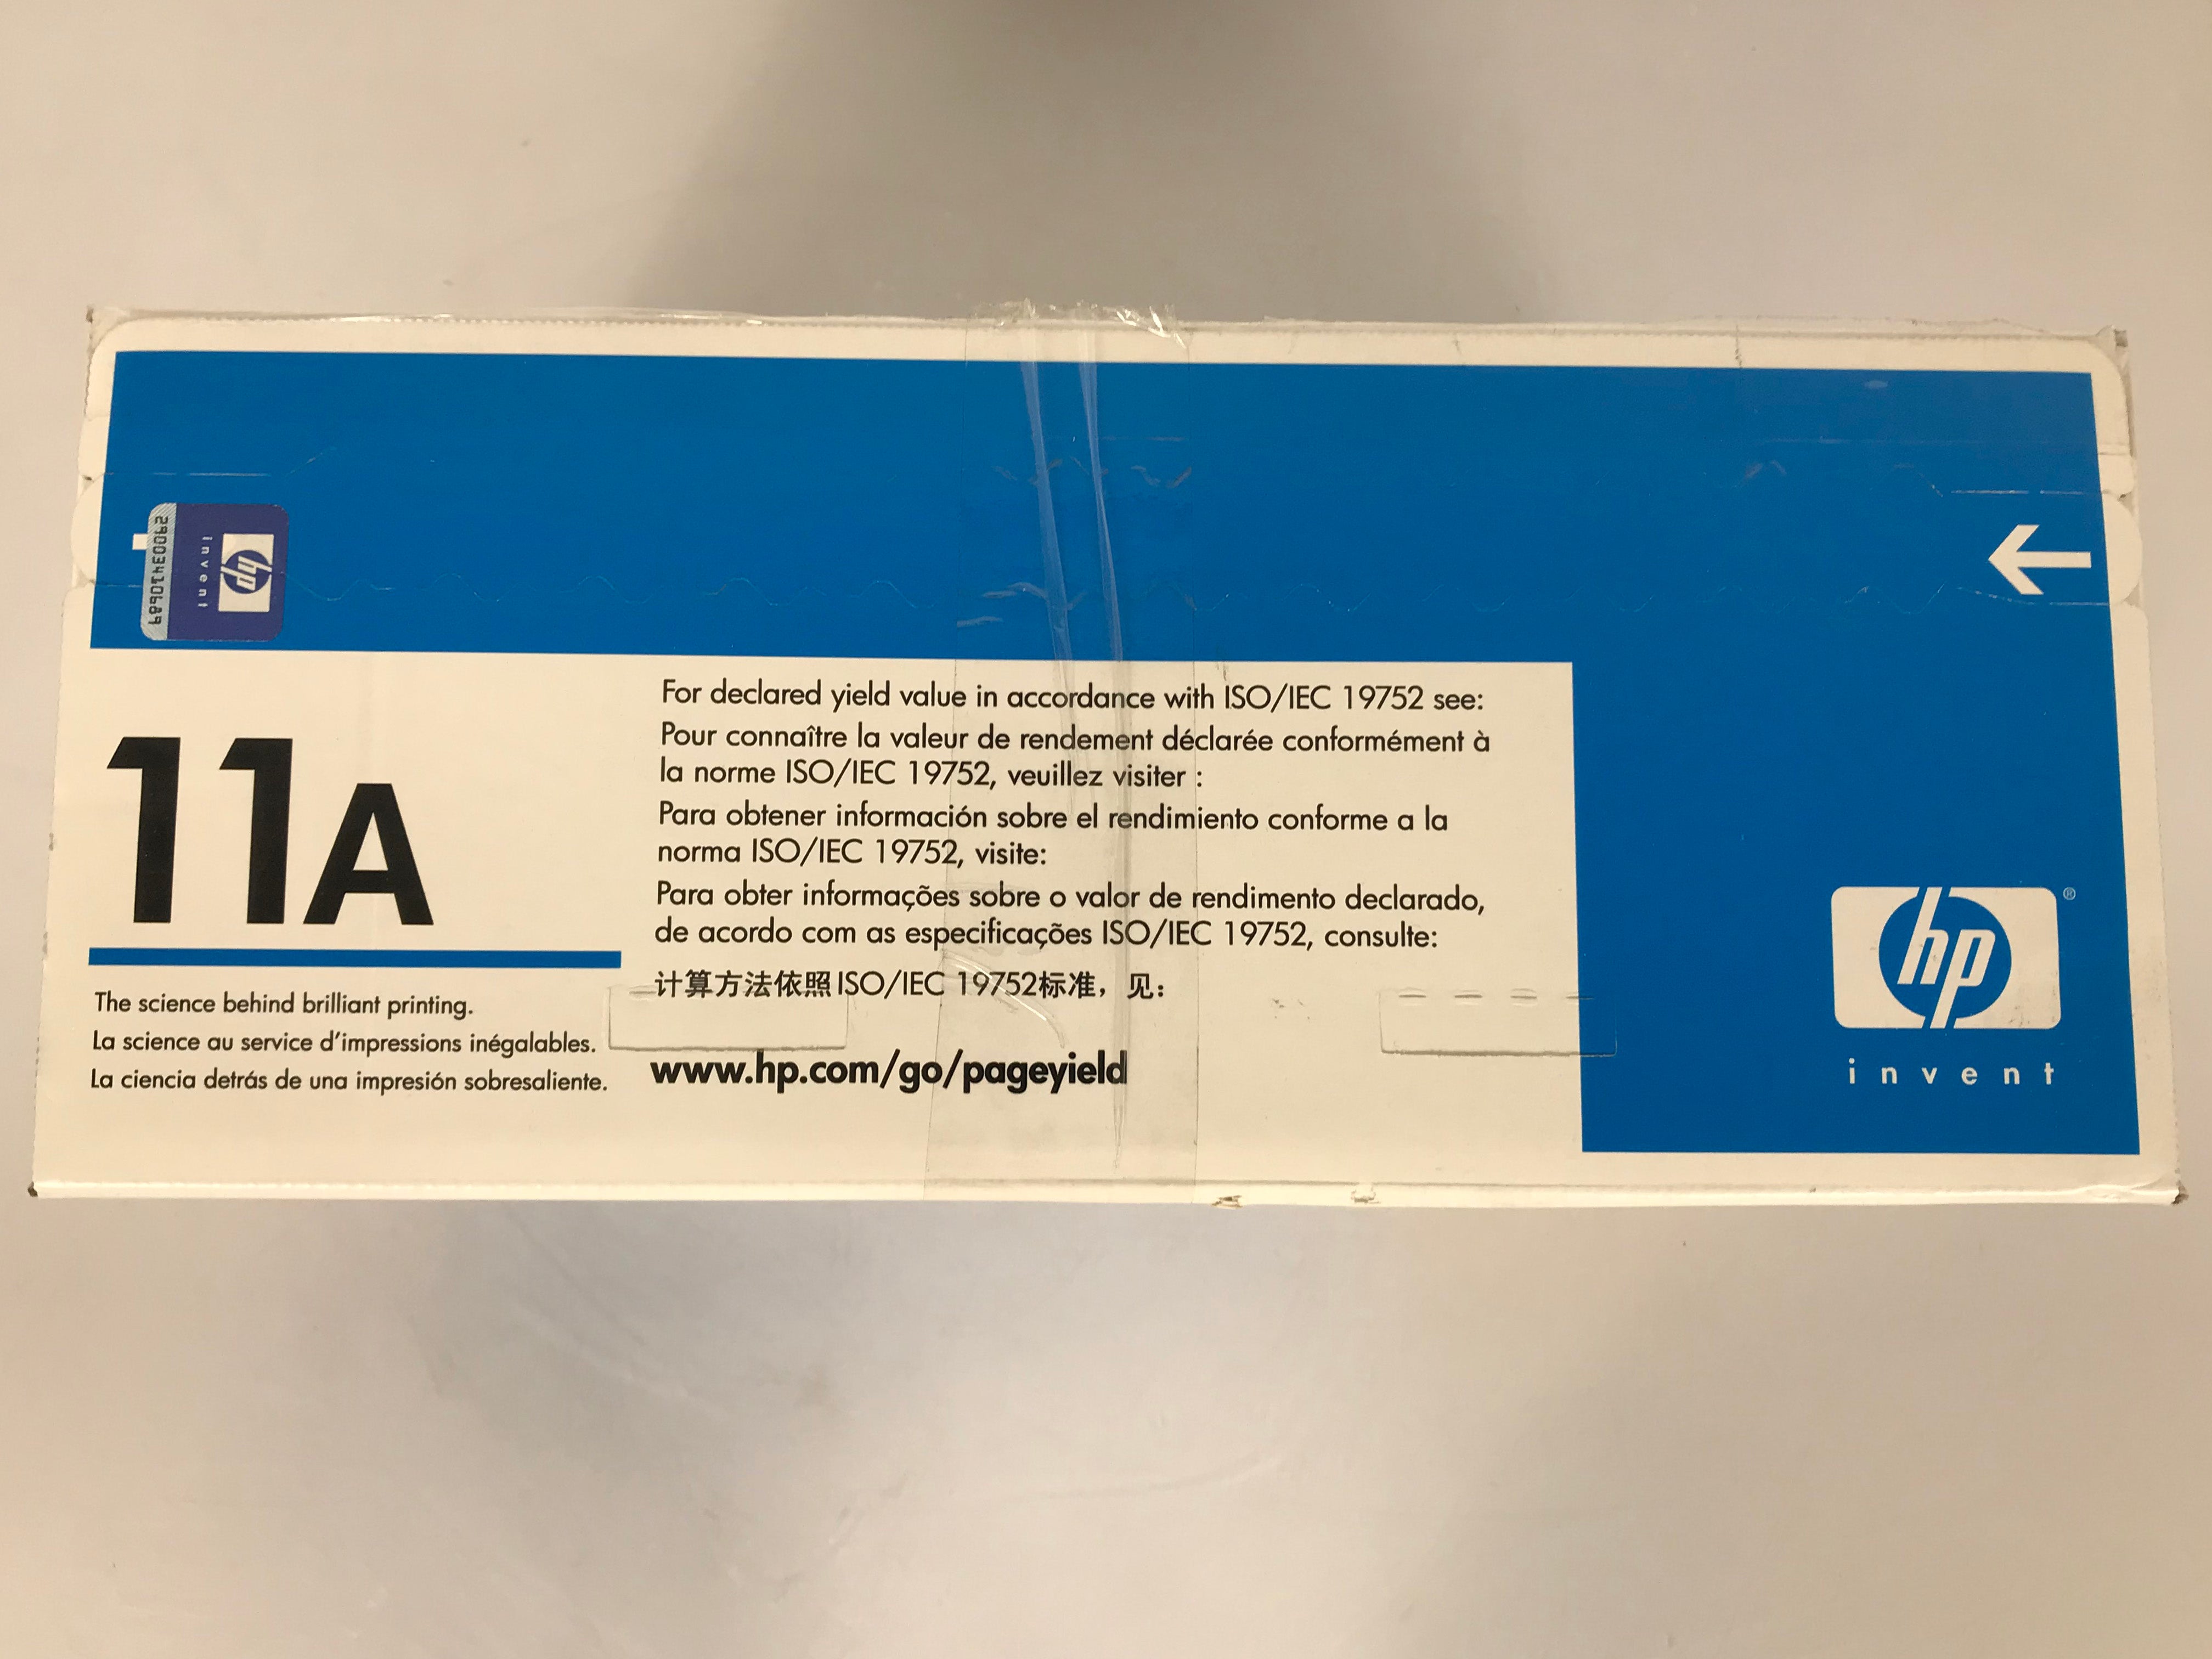 2900343D689
hp
invent
11A
The science behind brilliant printing.
La science au service d'impressions inégalables.
La ciencia detrás de una impresión sobresaliente.
For declared yield value in accordance with ISO/IEC 19752 see:
Pour connaître la valeur de rendement déclarée conformément à
la norme ISO/IEC 19752, veuillez visiter :
Para obtener información sobre el rendimiento conforme a la
norma ISO/IEC 19752, visite:
Para obter informações sobre o valor de rendimento declarado,
de acordo com as especificações ISO/IEC 19752, consulte:
计算方法依照ISO/IEC 19752标准，见：
www.hp.com/go/pageyield
hp®
invent